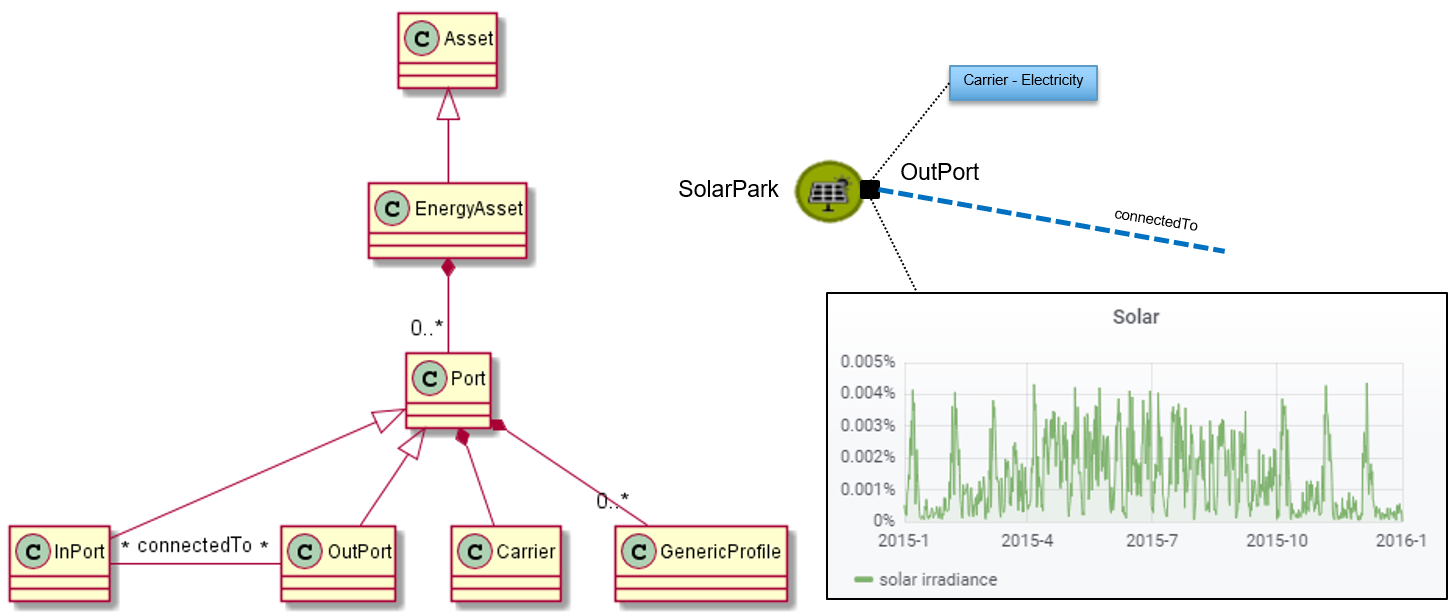 C Asset
C EnergyAsset
0..*
C Port
0..*
C InPort
* connectedTo *
C OutPort
C Carrier
C GenericProfile
Carrier - Electricity
SolarPark
OutPort
connectedTo
Solar
0.005%
0.004%
0.003%
0.002%
0.001%
0%
2015-1 2015-4 2015-7 2015-10 2016-1
solar irradiance